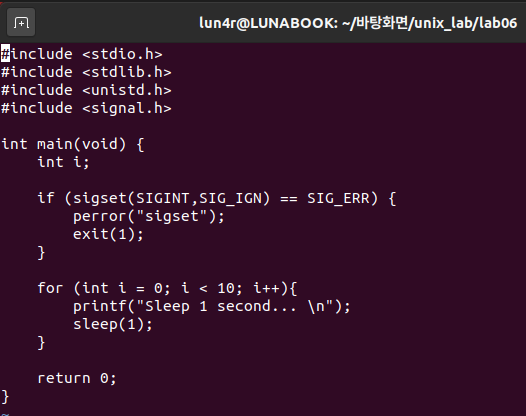 lun4r@LUNABOOK: ~/바탕화면/unix_lab/lab06
#include <stdio.h>
#include <stdlib.h>
#include <unistd.h>
#include <signal.h>

int main(void) {
    int i;

    if (sigset(SIGINT,SIG_IGN) == SIG_ERR) {
        perror("sigset");
        exit(1);
    }

    for (int i = 0; i < 10; i++){
        printf("Sleep 1 second... \n");
        sleep(1);
    }

    return 0;
}
~